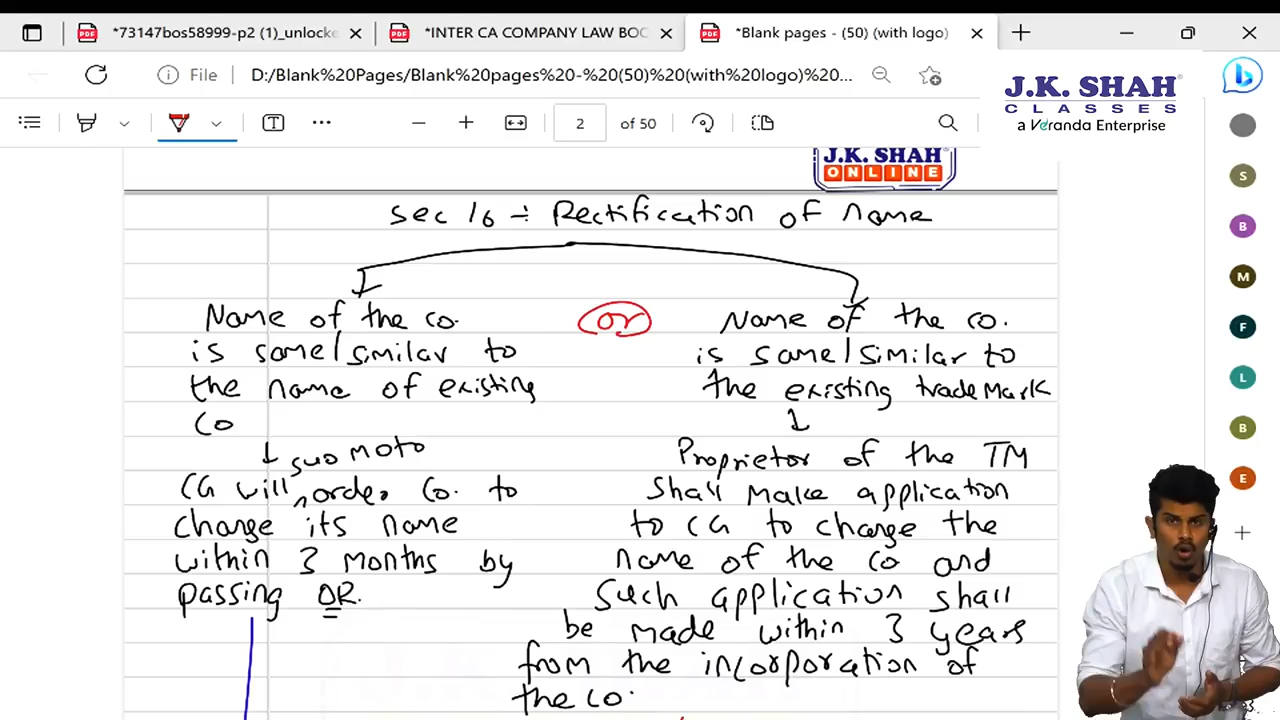 *73147bos58999-p2 (1)_unlocke
*INTER CA COMPANY LAW BOC
*Blank pages - (50) (with logo)
File
D:/Blank%20Pages/Blank%20pages%20-%20(50)%20(with%20logo)%20...
2 of 50
J.K. SHAH
CLASSES
a Veranda Enterprise
J.K. SHAH
ONLINE
Sec 16 ÷ Rectification of name
Name of the co.
is same/similar to
the name of existing
Co
suo moto
CG will order Co. to
change its name
within 3 months by
passing OR.
or
Name of the co.
is same/similar to
the existing tradeMark
Proprietor of the TM
Shall make application
to CG to change the
name of the co and
Such application shall
be made within 3 years
from the incorporation of
the co.
S
B
M
F
L
B
E